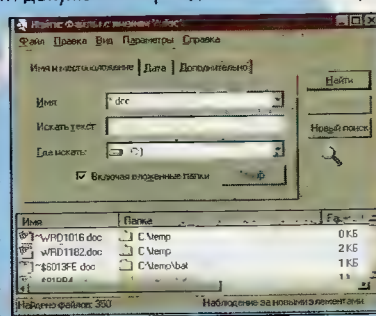 Найти: Файлы с именем *.doc
Файл Правка Вид Параметры Справка
Имя и местоположение Дата Дополнительно
Найти
Имя: *.doc
Искать текст:
Новый поиск
Где искать: (C:)
Включая вложенные папки
Имя Папка
~WRD1016.doc C:\temp 0 КБ
~WRD1182.doc C:\temp 2 КБ
~$6013FE.doc C:\temp\bat 1 КБ
Найдено файлов: 350 Наблюдение за новыми элементами